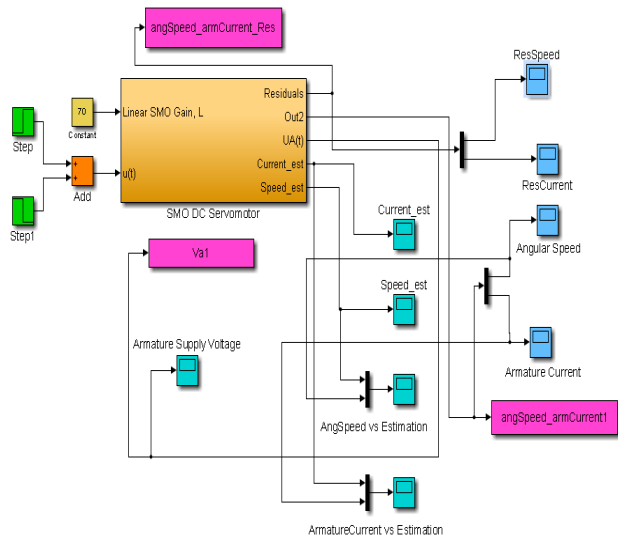 angSpeed_armCurrent_Res
ResSpeed
Residuals
70
Linear SMO Gain, L
Out2
Constant
Step
UA(t)
Current_est
u(t)
Speed_est
ResCurrent
Add
SMO DC Servomotor
Current_est
Step1
Angular Speed
Va1
Speed_est
Armature Supply Voltage
Armature Current
angSpeed_armCurrent1
AngSpeed vs Estimation
ArmatureCurrent vs Estimation